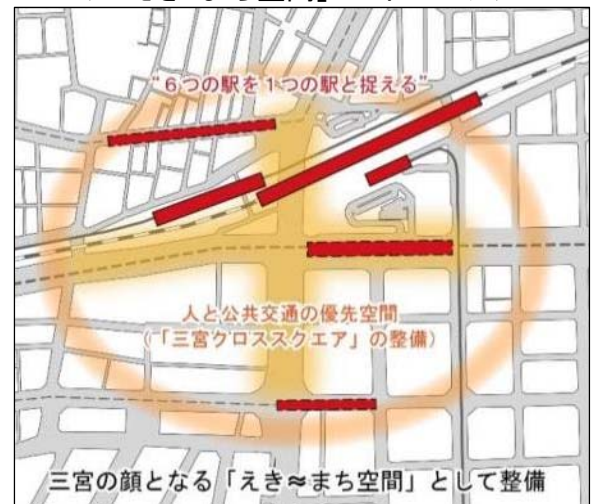 "6つの駅を1つの駅と捉える"
人と公共交通の優先空間
(「三宮クロススクエア」の整備)
三宮の顔となる「えき≈まち空間」として整備